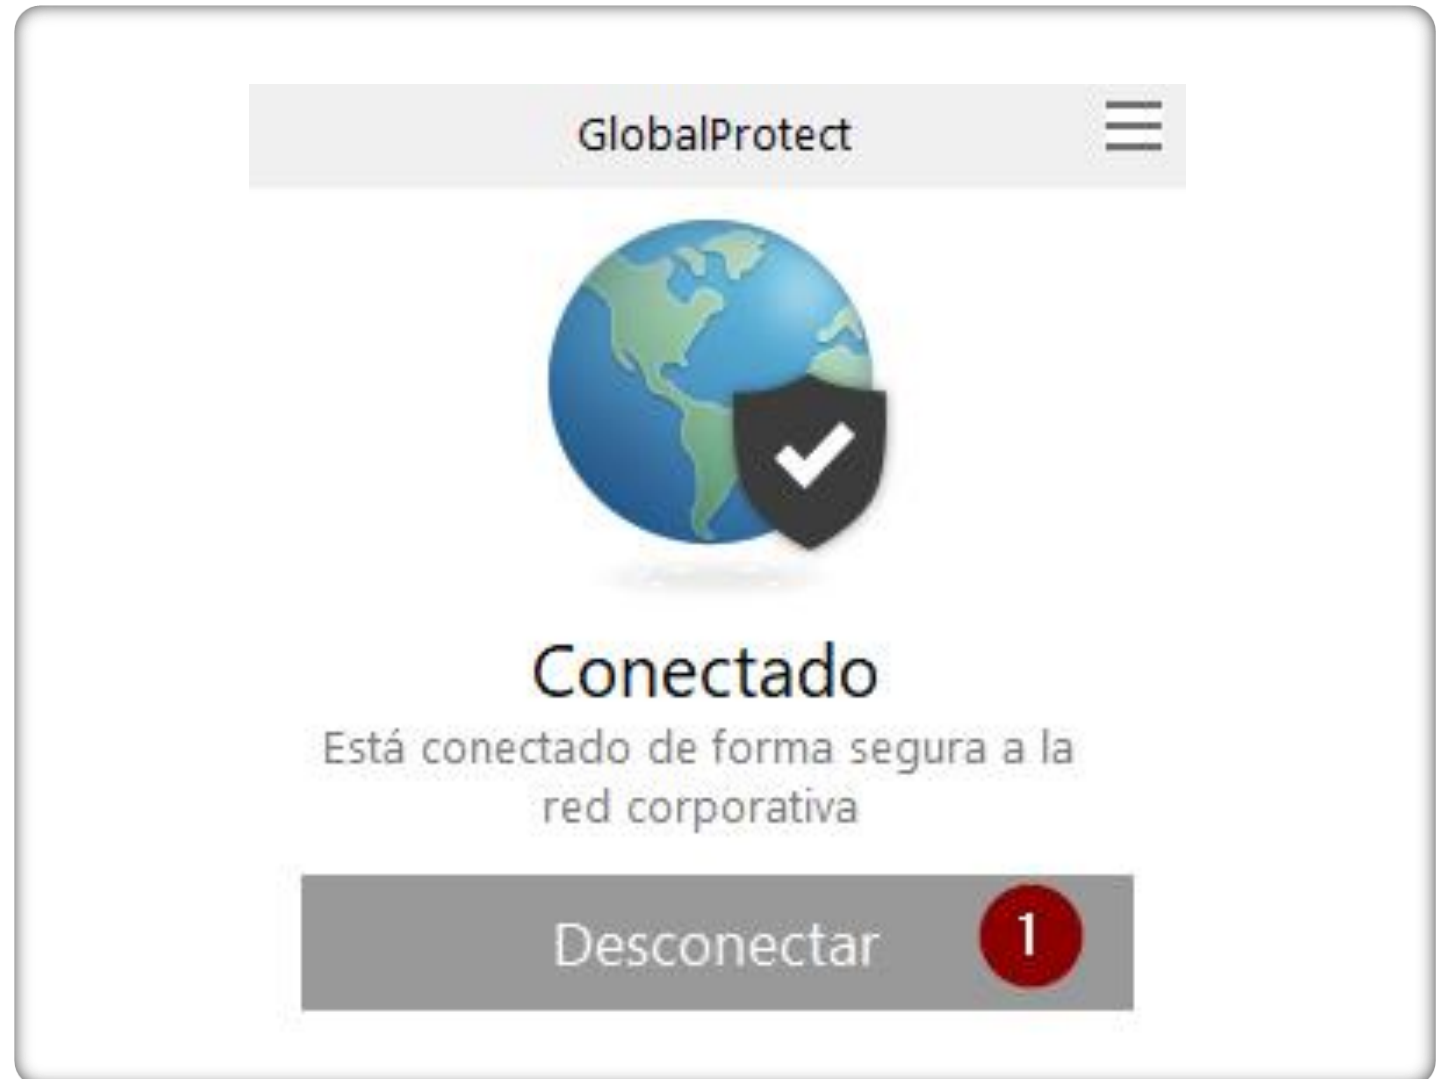 GlobalProtect
Conectado
Está conectado de forma segura a la
red corporativa
Desconectar 1